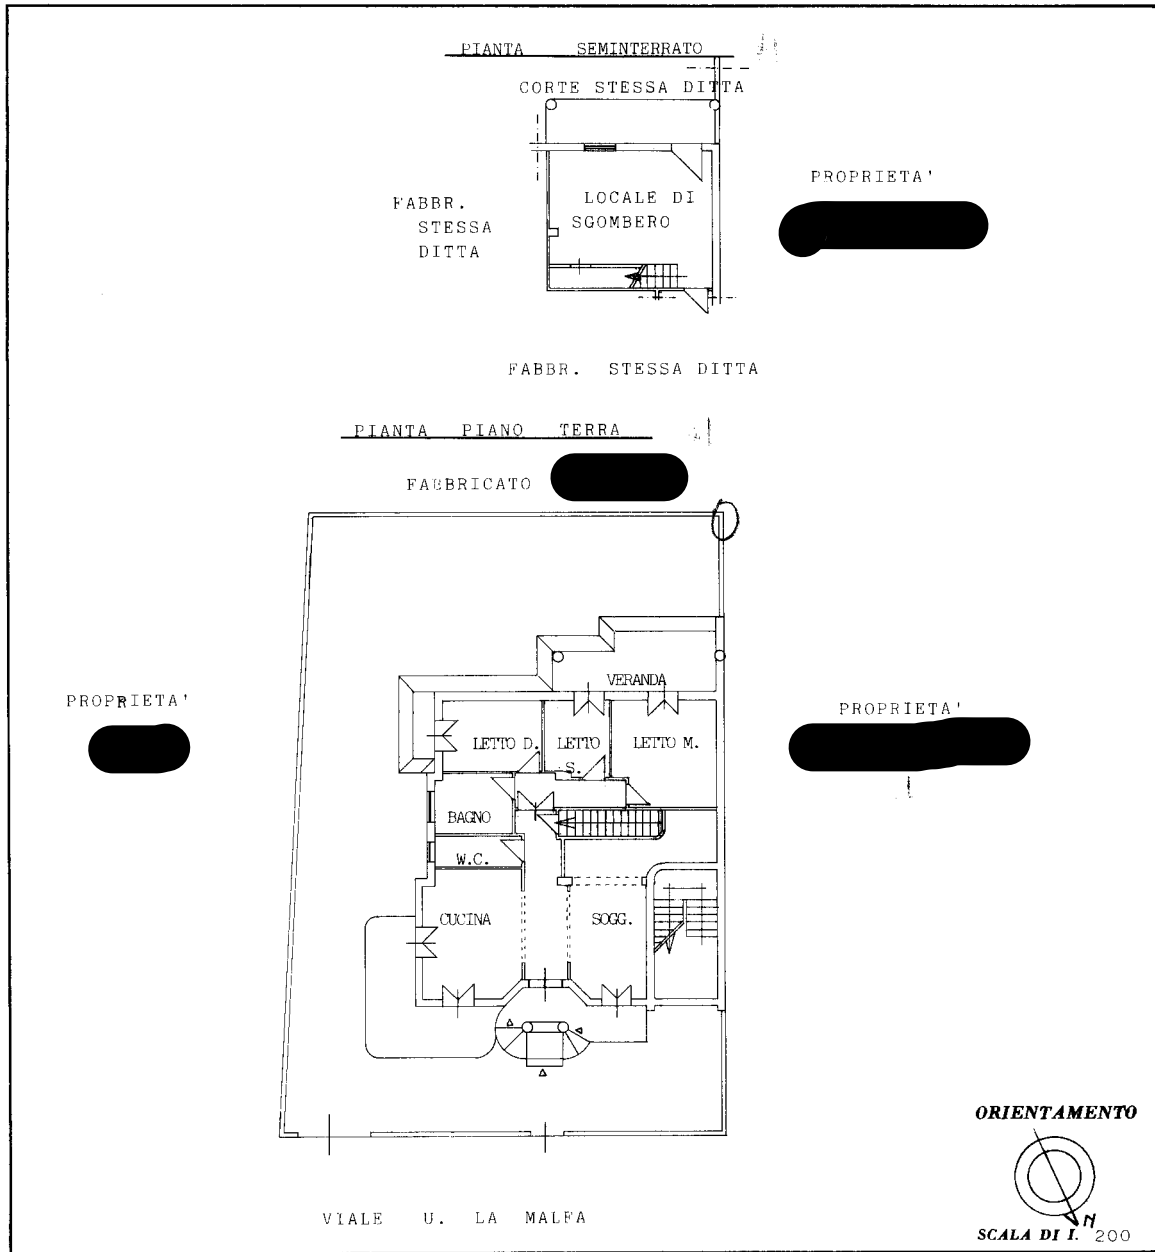 PIANTA SEMINTERRATO
CORTE STESSA DITTA
PROPRIETA'
FABBR.
STESSA
DITTA
LOCALE DI
SGOMBERO
FABBR. STESSA DITTA
PIANTA PIANO TERRA
FABBRICATO
PROPRIETA'
PROPRIETA'
VERANDA
LETTO D.
LETTO
S.
LETTO M.
BAGNO
W.C.
CUCINA
SOGG.
ORIENTAMENTO
N
SCALA DI I. 200
VIALE U. LA MALFA